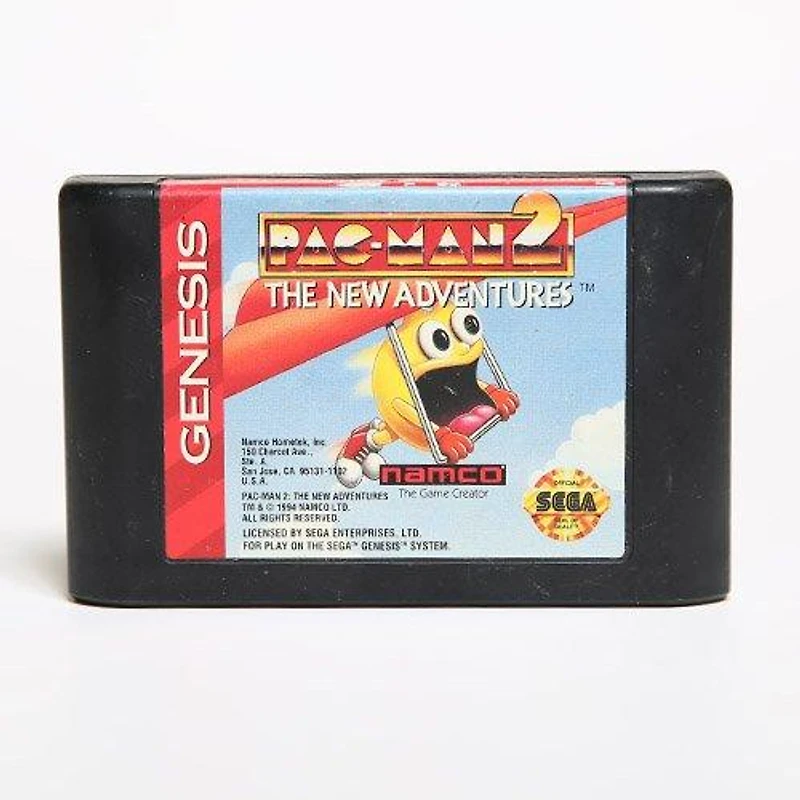 GENESIS
PAC-MAN 2
THE NEW ADVENTURES™
Namco Hometek, Inc.
150 Charcot Ave.,
Ste. A
San Jose, CA 95131-1102
U.S.A.
PAC-MAN 2: THE NEW ADVENTURES
TM & © 1994 NAMCO LTD.
ALL RIGHTS RESERVED.
LICENSED BY SEGA ENTERPRISES, LTD.
FOR PLAY ON THE SEGA™ GENESIS™ SYSTEM.
namco®
The Game Creator
OFFICIAL
SEGA
SEAL OF
QUALITY